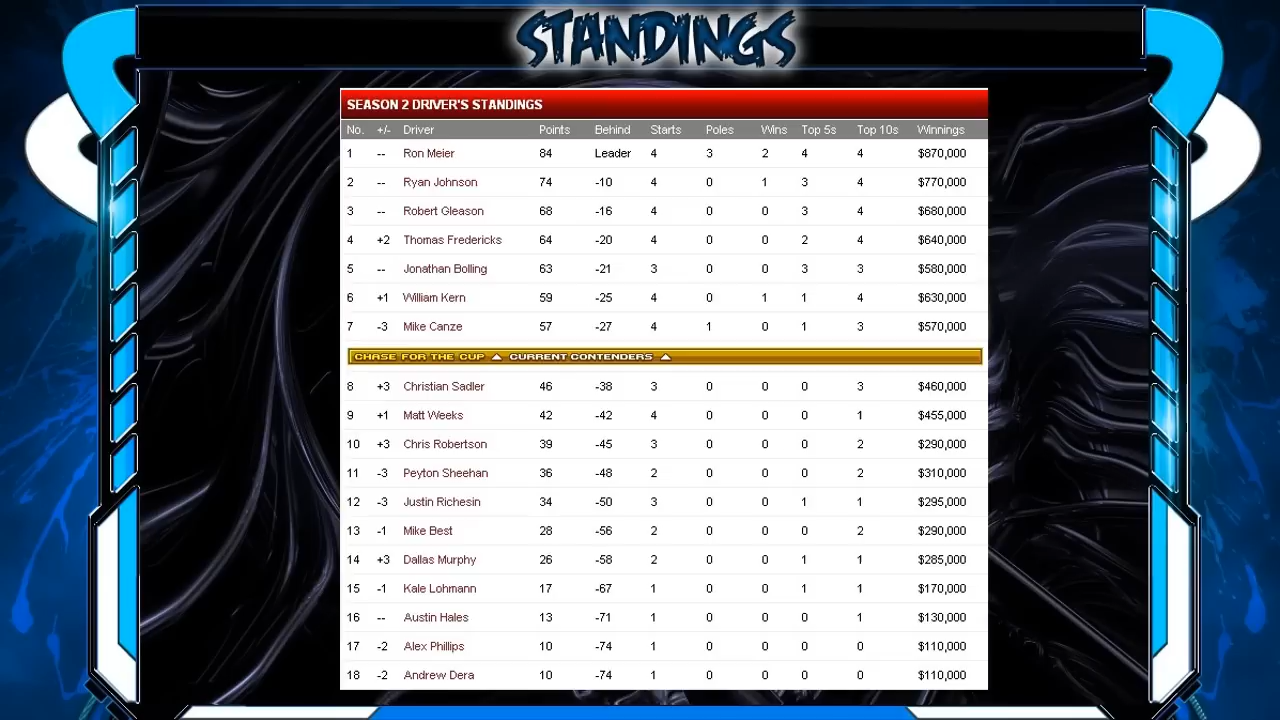 STANDINGS
SEASON 2 DRIVER'S STANDINGS
No. +/- Driver Points Behind Starts Poles Wins Top 5s Top 10s Winnings
1 -- Ron Meier 84 Leader 4 3 2 4 4 $870,000
2 -- Ryan Johnson 74 -10 4 0 1 3 4 $770,000
3 -- Robert Gleason 68 -16 4 0 0 3 4 $680,000
4 +2 Thomas Fredericks 64 -20 4 0 0 2 4 $640,000
5 -- Jonathan Bolling 63 -21 3 0 0 3 3 $580,000
6 +1 William Kern 59 -25 4 0 1 1 4 $630,000
7 -3 Mike Canze 57 -27 4 1 0 1 3 $570,000
CHASE FOR THE CUP CURRENT CONTENDERS
8 +3 Christian Sadler 46 -38 3 0 0 0 3 $460,000
9 +1 Matt Weeks 42 -42 4 0 0 0 1 $455,000
10 +3 Chris Robertson 39 -45 3 0 0 0 2 $290,000
11 -3 Peyton Sheehan 36 -48 2 0 0 0 2 $310,000
12 -3 Justin Richesin 34 -50 3 0 0 1 1 $295,000
13 -1 Mike Best 28 -56 2 0 0 0 2 $290,000
14 +3 Dallas Murphy 26 -58 2 0 0 1 1 $285,000
15 -1 Kale Lohmann 17 -67 1 0 0 1 1 $170,000
16 -- Austin Hales 13 -71 1 0 0 0 1 $130,000
17 -2 Alex Phillips 10 -74 1 0 0 0 0 $110,000
18 -2 Andrew Dera 10 -74 1 0 0 0 0 $110,000